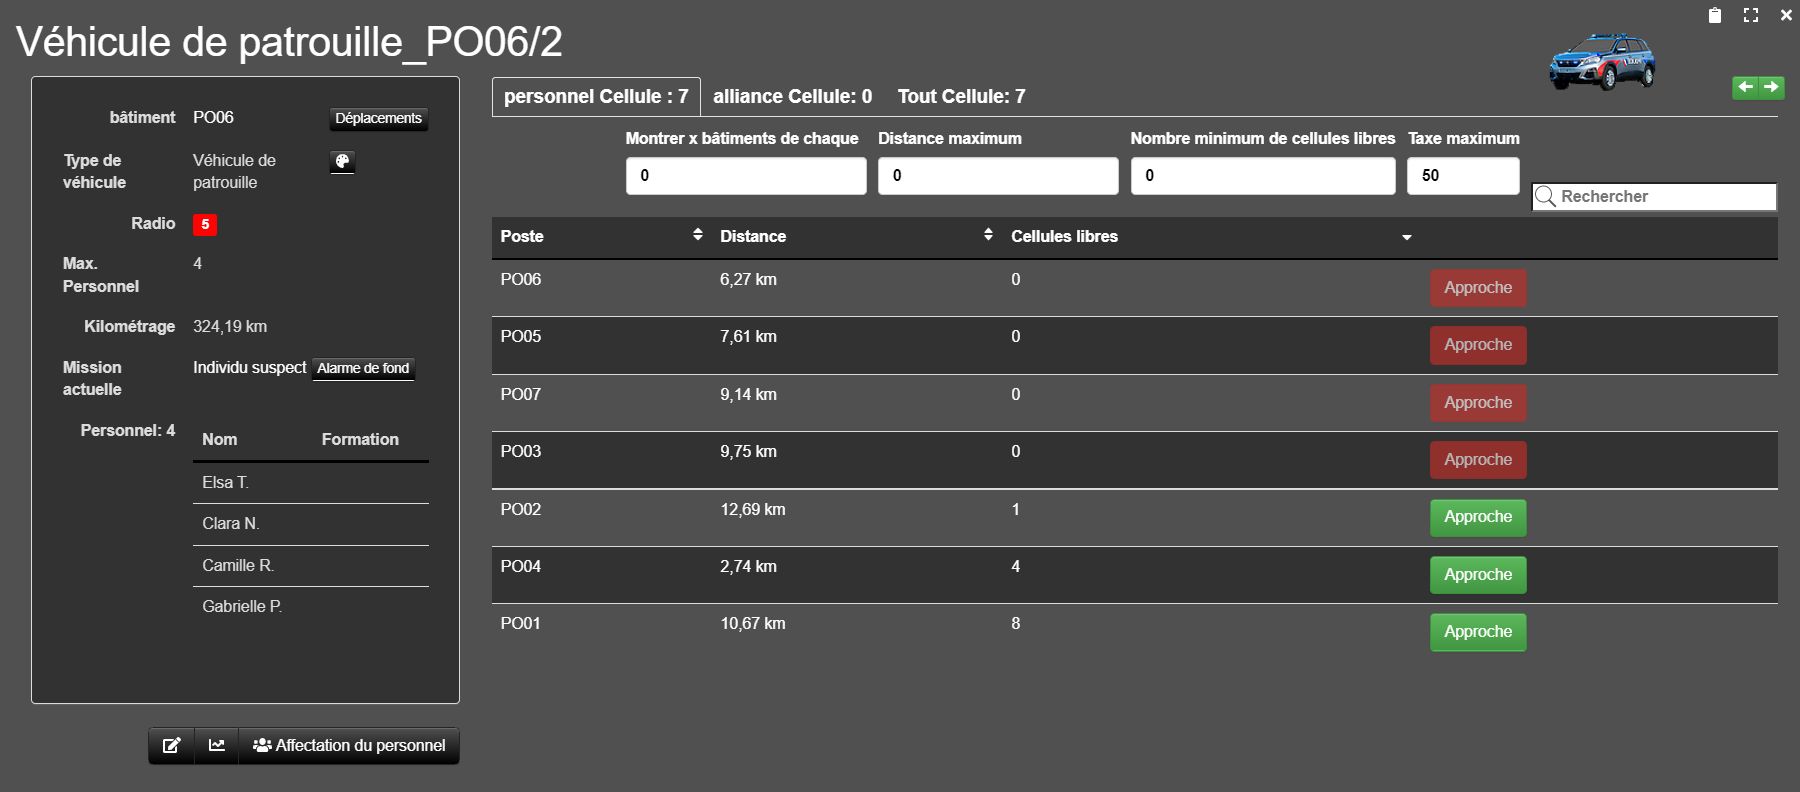 Véhicule de patrouille_PO06/2
bâtiment PO06 Déplacements
Type de véhicule Véhicule de patrouille
Radio 5
Max. Personnel 4
Kilométrage 324,19 km
Mission actuelle Individu suspect Alarme de fond
Personnel: 4
Nom Formation
Elsa T.
Clara N.
Camille R.
Gabrielle P.
Affectation du personnel
personnel Cellule : 7 alliance Cellule: 0 Tout Cellule: 7
Montrer x bâtiments de chaque Distance maximum Nombre minimum de cellules libres Taxe maximum
0 0 0 50
Rechercher
Poste Distance Cellules libres
PO06 6,27 km 0 Approche
PO05 7,61 km 0 Approche
PO07 9,14 km 0 Approche
PO03 9,75 km 0 Approche
PO02 12,69 km 1 Approche
PO04 2,74 km 4 Approche
PO01 10,67 km 8 Approche